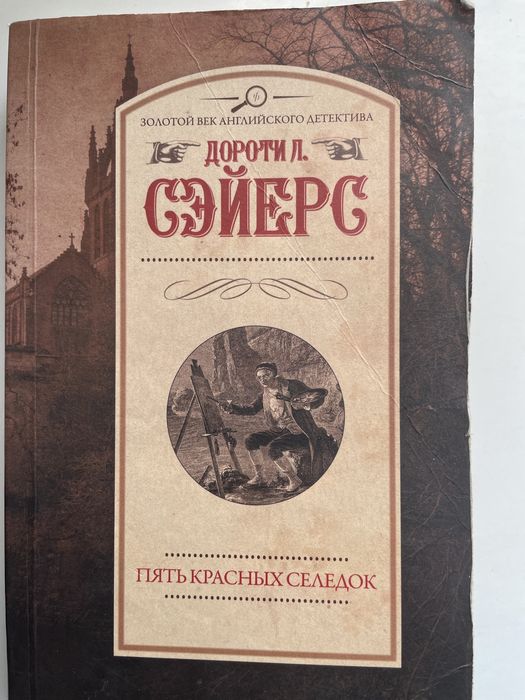 ЗОЛОТОЙ ВЕК АНГЛИЙСКОГО ДЕТЕКТИВА
ДОРОТИ Л.
СЭЙЕРС
ПЯТЬ КРАСНЫХ СЕЛЕДОК